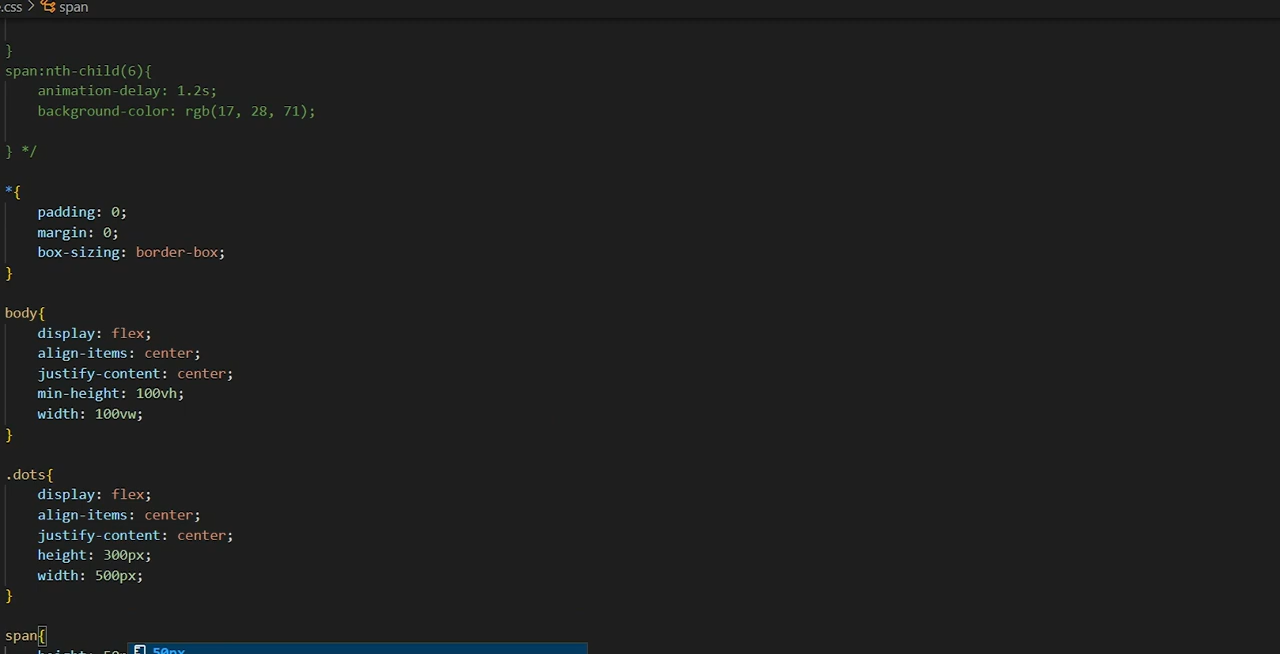 .css > span
}
span:nth-child(6){
animation-delay: 1.2s;
background-color: rgb(17, 28, 71);
} */
*{
padding: 0;
margin: 0;
box-sizing: border-box;
}
body{
display: flex;
align-items: center;
justify-content: center;
min-height: 100vh;
width: 100vw;
}
.dots{
display: flex;
align-items: center;
justify-content: center;
height: 300px;
width: 500px;
}
span{
height: 50 50px